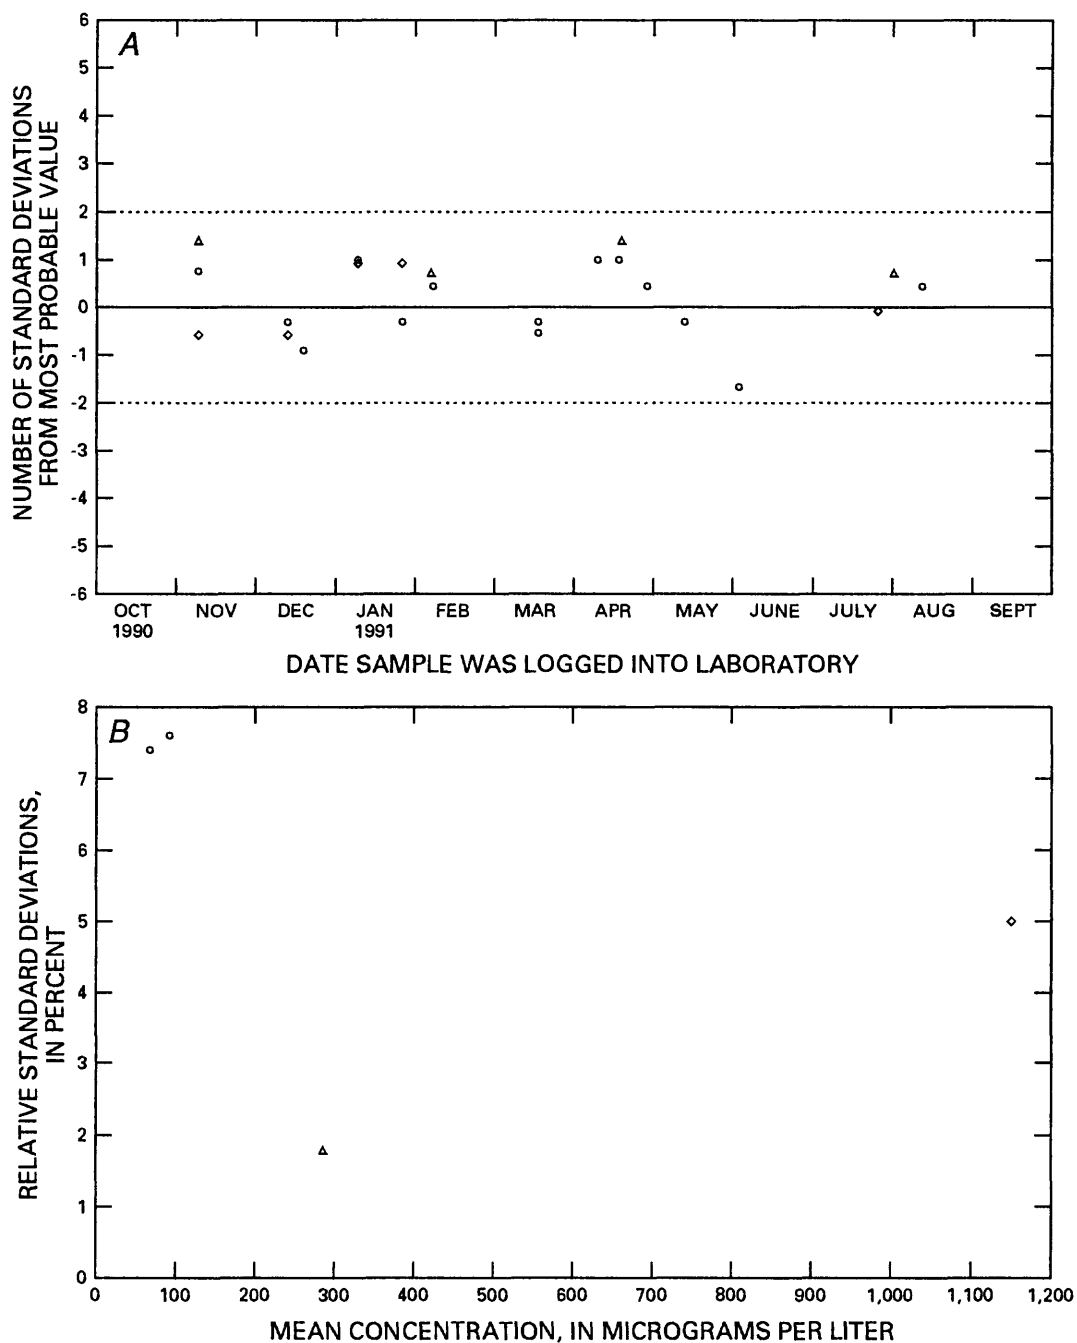 A
NUMBER OF STANDARD DEVIATIONS
FROM MOST PROBABLE VALUE
6
5
4
3
2
1
0
-1
-2
-3
-4
-5
-6
OCT NOV DEC JAN FEB MAR APR MAY JUNE JULY AUG SEPT
1990 1991
DATE SAMPLE WAS LOGGED INTO LABORATORY
B
RELATIVE STANDARD DEVIATIONS,
IN PERCENT
8
7
6
5
4
3
2
1
0
0 100 200 300 400 500 600 700 800 900 1,000 1,100 1,200
MEAN CONCENTRATION, IN MICROGRAMS PER LITER